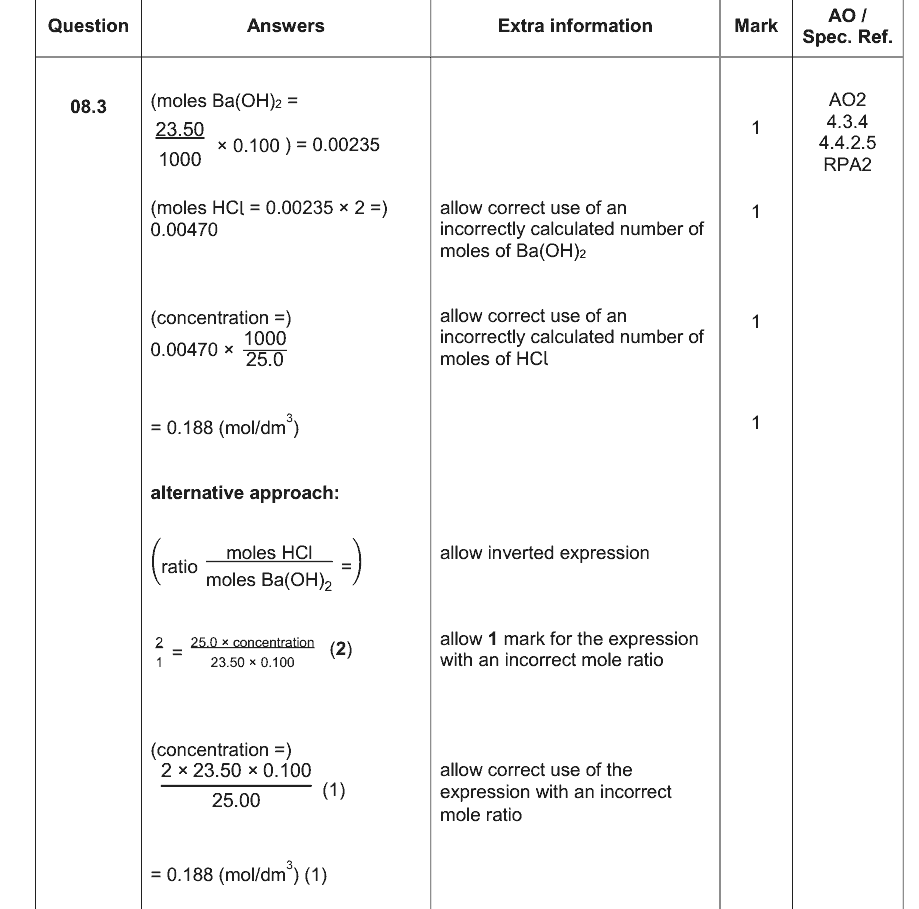 Question Answers Extra information Mark AO / Spec. Ref.
08.3
(moles Ba(OH)2 =
23.50
1000
× 0.100 ) = 0.00235
1
AO2
4.3.4
4.4.2.5
RPA2
(moles HCl = 0.00235 × 2 =)
0.00470
allow correct use of an
incorrectly calculated number of
moles of Ba(OH)2
1
(concentration =)
0.00470 × 1000
25.0
allow correct use of an
incorrectly calculated number of
moles of HCl
1
= 0.188 (mol/dm3)
1
alternative approach:
(ratio moles HCl
moles Ba(OH)2 =)
allow inverted expression
2
1 = 25.0 × concentration
23.50 × 0.100 (2)
allow 1 mark for the expression
with an incorrect mole ratio
(concentration =)
2 × 23.50 × 0.100
25.00 (1)
allow correct use of the
expression with an incorrect
mole ratio
= 0.188 (mol/dm3) (1)